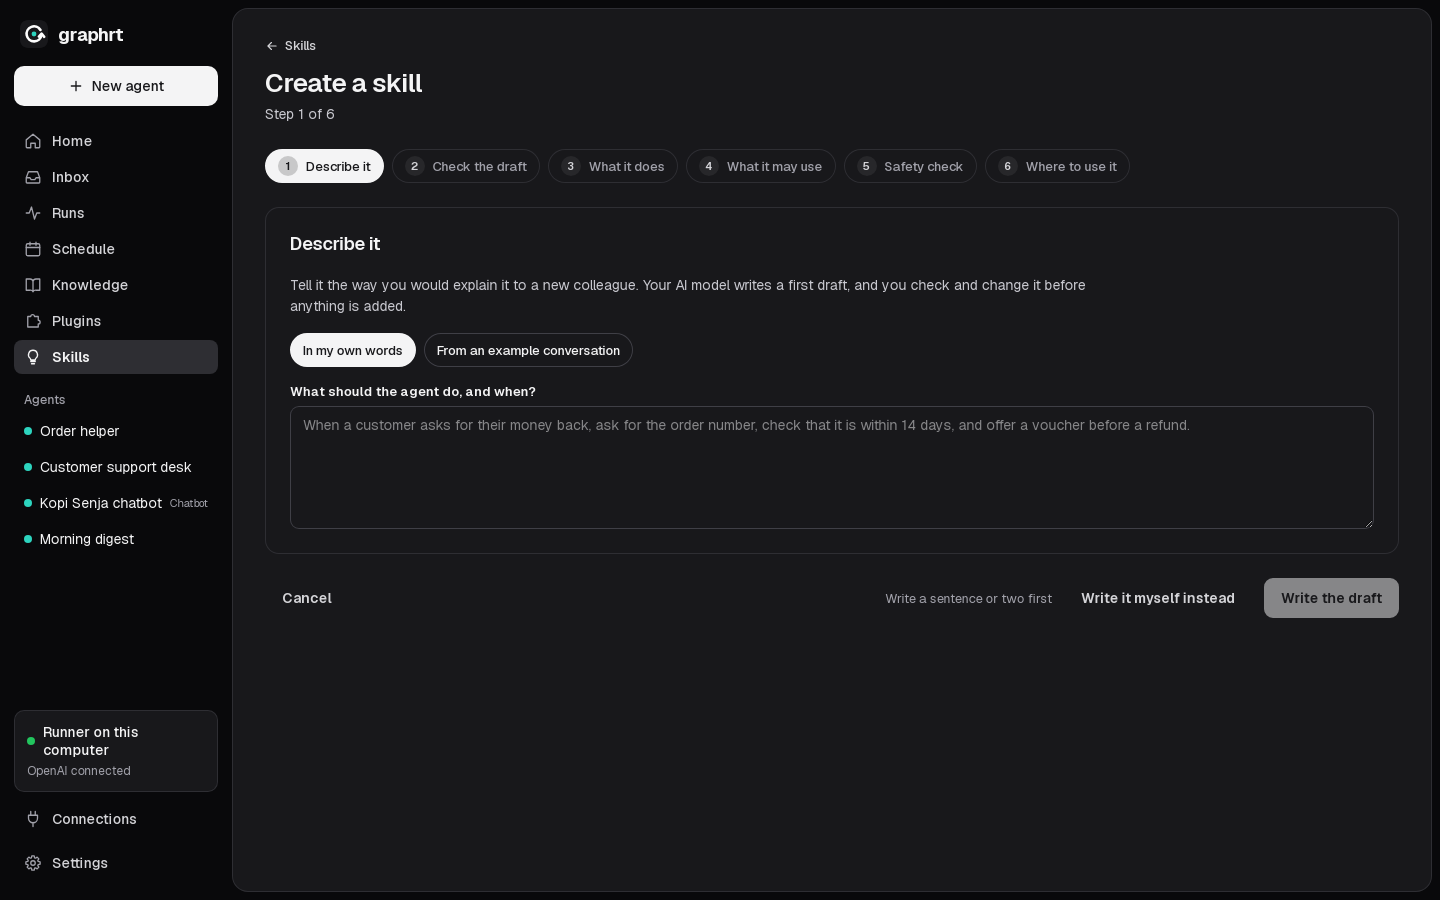 graphrt
New agent
Home
Inbox
Runs
Schedule
Knowledge
Plugins
Skills
Agents
Order helper
Customer support desk
Kopi Senja chatbot Chatbot
Morning digest
Runner on this
computer
OpenAI connected
Connections
Settings
Skills
Create a skill
Step 1 of 6
1 Describe it
2 Check the draft
3 What it does
4 What it may use
5 Safety check
6 Where to use it
Describe it
Tell it the way you would explain it to a new colleague. Your AI model writes a first draft, and you check and change it before
anything is added.
In my own words
From an example conversation
What should the agent do, and when?
When a customer asks for their money back, ask for the order number, check that it is within 14 days, and offer a voucher before a refund.
Cancel
Write a sentence or two first
Write it myself instead
Write the draft